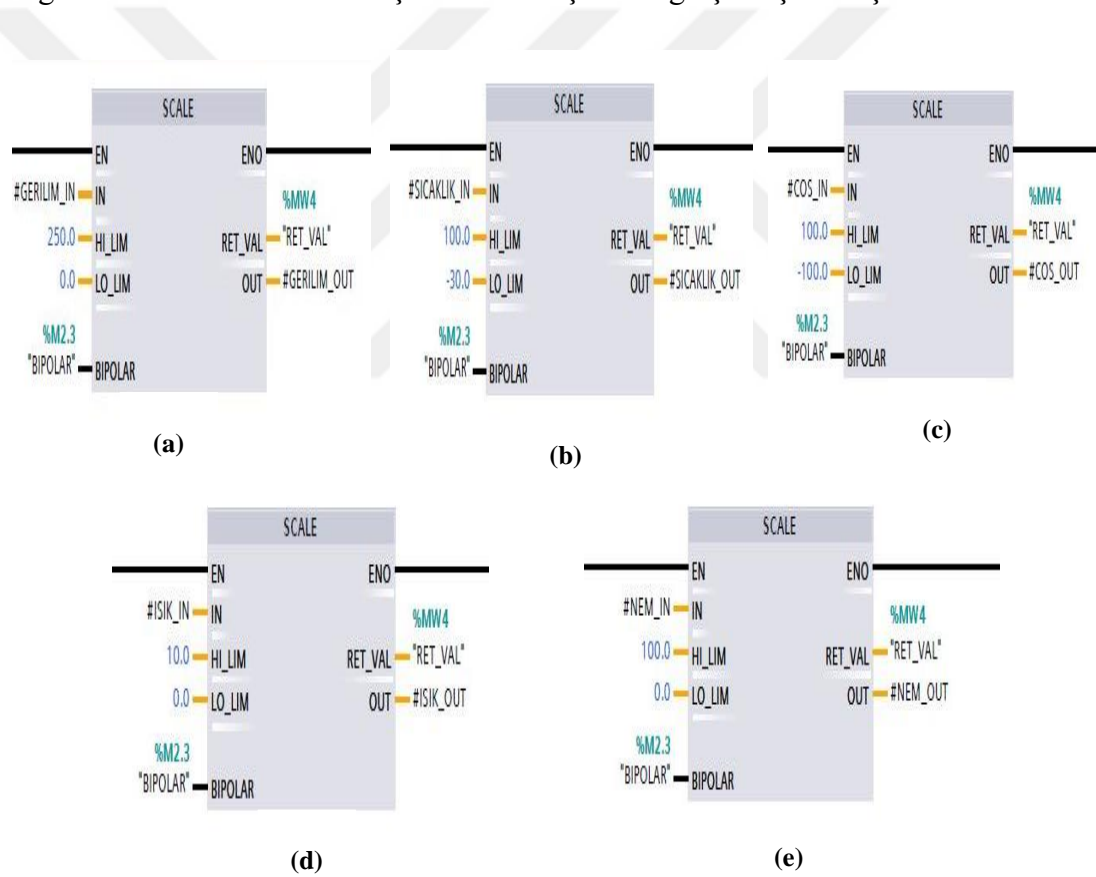 SCALE
EN ENO
#GERILIM_IN IN
%MW4
250.0 HI_LIM RET_VAL "RET_VAL"
0.0 LO_LIM OUT #GERILIM_OUT
%M2.3
"BIPOLAR" BIPOLAR
(a)
SCALE
EN ENO
#SICAKLIK_IN IN
%MW4
100.0 HI_LIM RET_VAL "RET_VAL"
-30.0 LO_LIM OUT #SICAKLIK_OUT
%M2.3
"BIPOLAR" BIPOLAR
(b)
SCALE
EN ENO
#COS_IN IN
%MW4
100.0 HI_LIM RET_VAL "RET_VAL"
-100.0 LO_LIM OUT #COS_OUT
%M2.3
"BIPOLAR" BIPOLAR
(c)
SCALE
EN ENO
#ISIK_IN IN
%MW4
10.0 HI_LIM RET_VAL "RET_VAL"
0.0 LO_LIM OUT #ISIK_OUT
%M2.3
"BIPOLAR" BIPOLAR
(d)
SCALE
EN ENO
#NEM_IN IN
%MW4
100.0 HI_LIM RET_VAL "RET_VAL"
0.0 LO_LIM OUT #NEM_OUT
%M2.3
"BIPOLAR" BIPOLAR
(e)